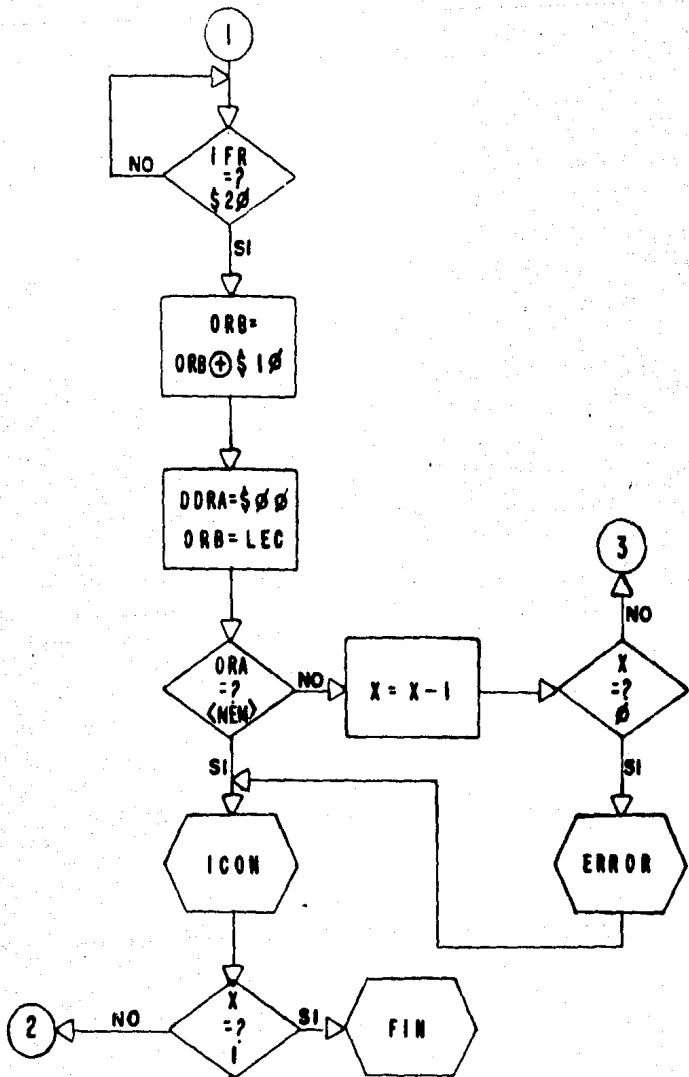 1
IFR
=?
$2Ø
NO
SI
ORB=
ORB⊕$1Ø
DDRA=$ØØ
ORB=LEC
3
NO
ORA
=?
<MEM>
NO
X=X-1
X
=?
Ø
SI
SI
ICON
ERROR
X
=?
1
NO
2
SI
FIN